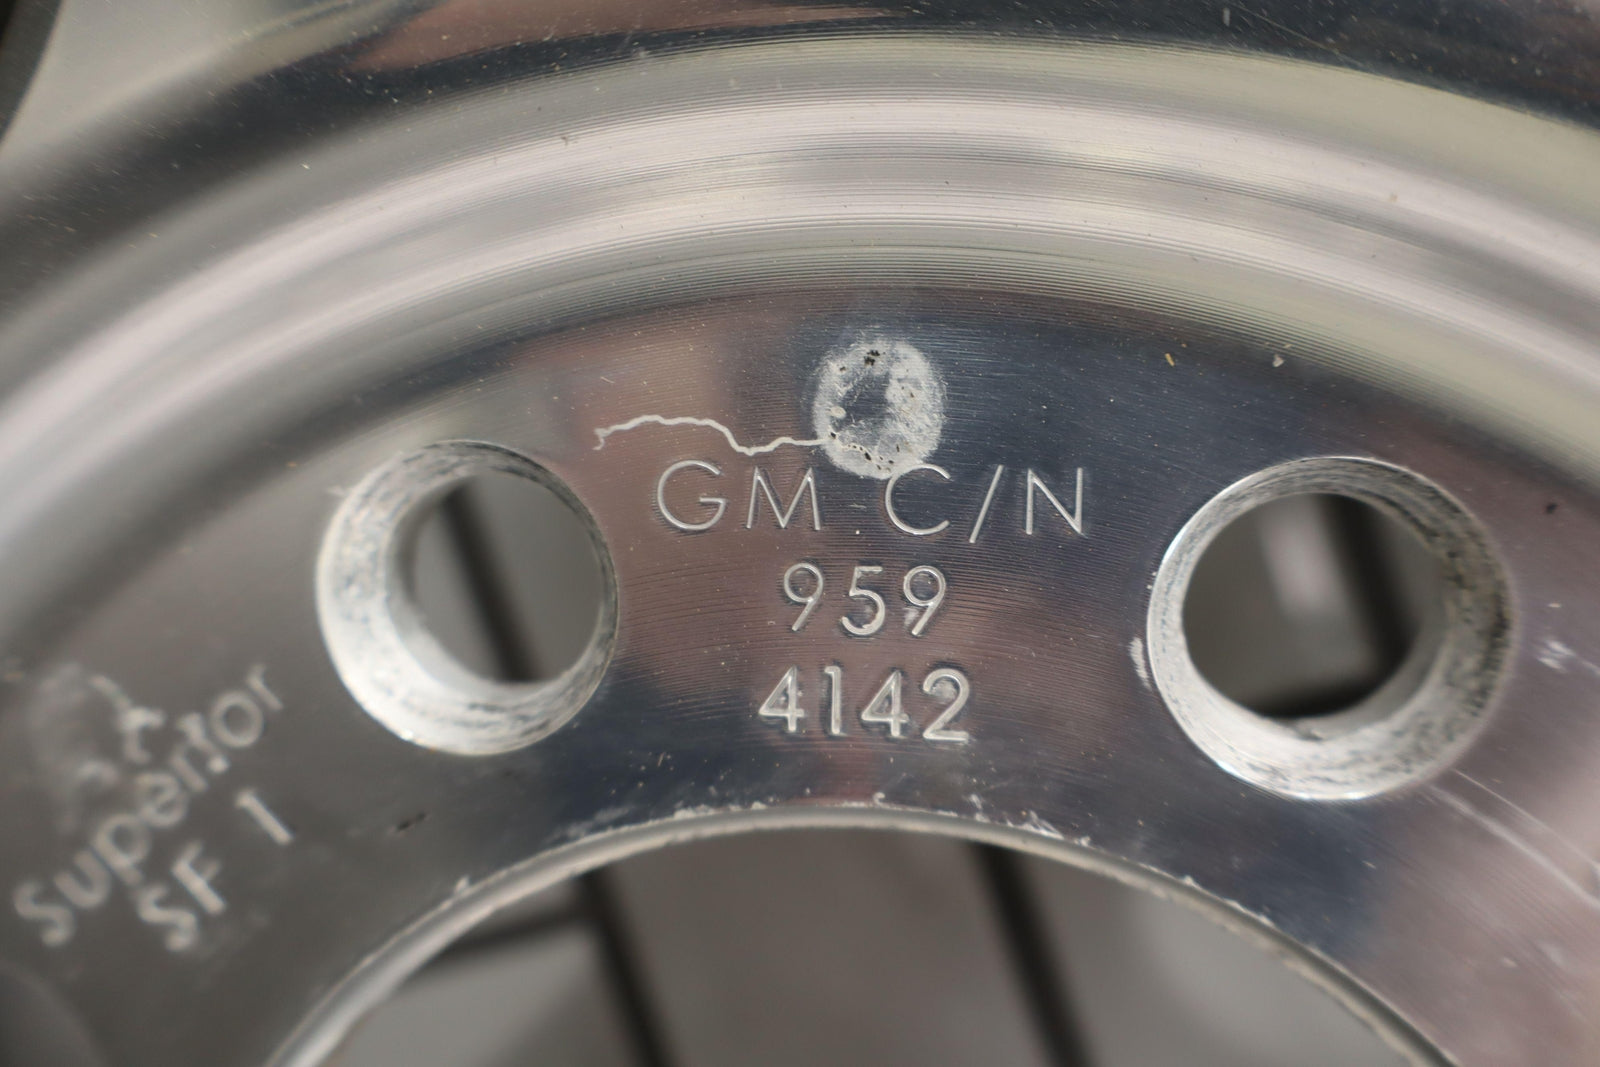 GM C/N
959
4142
Superior
SF 1